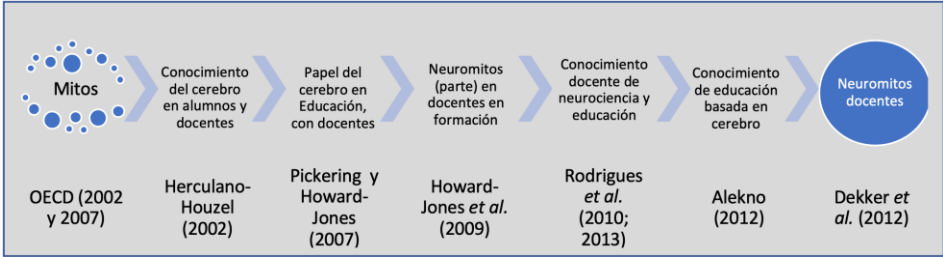 Mitos
Conocimiento
del cerebro
en alumnos y
docentes
Papel del
cerebro en
Educación,
con docentes
Neuromitos
(parte) en
docentes en
formación
Conocimiento
docente de
neurociencia y
educación
Conocimiento
de educación
basada en
cerebro
Neuromitos
docentes
OECD (2002
y 2007)
Herculano-
Houzel
(2002)
Pickering y
Howard-
Jones
(2007)
Howard-
Jones et al.
(2009)
Rodrigues
et al.
(2010;
2013)
Alekno
(2012)
Dekker et
al. (2012)